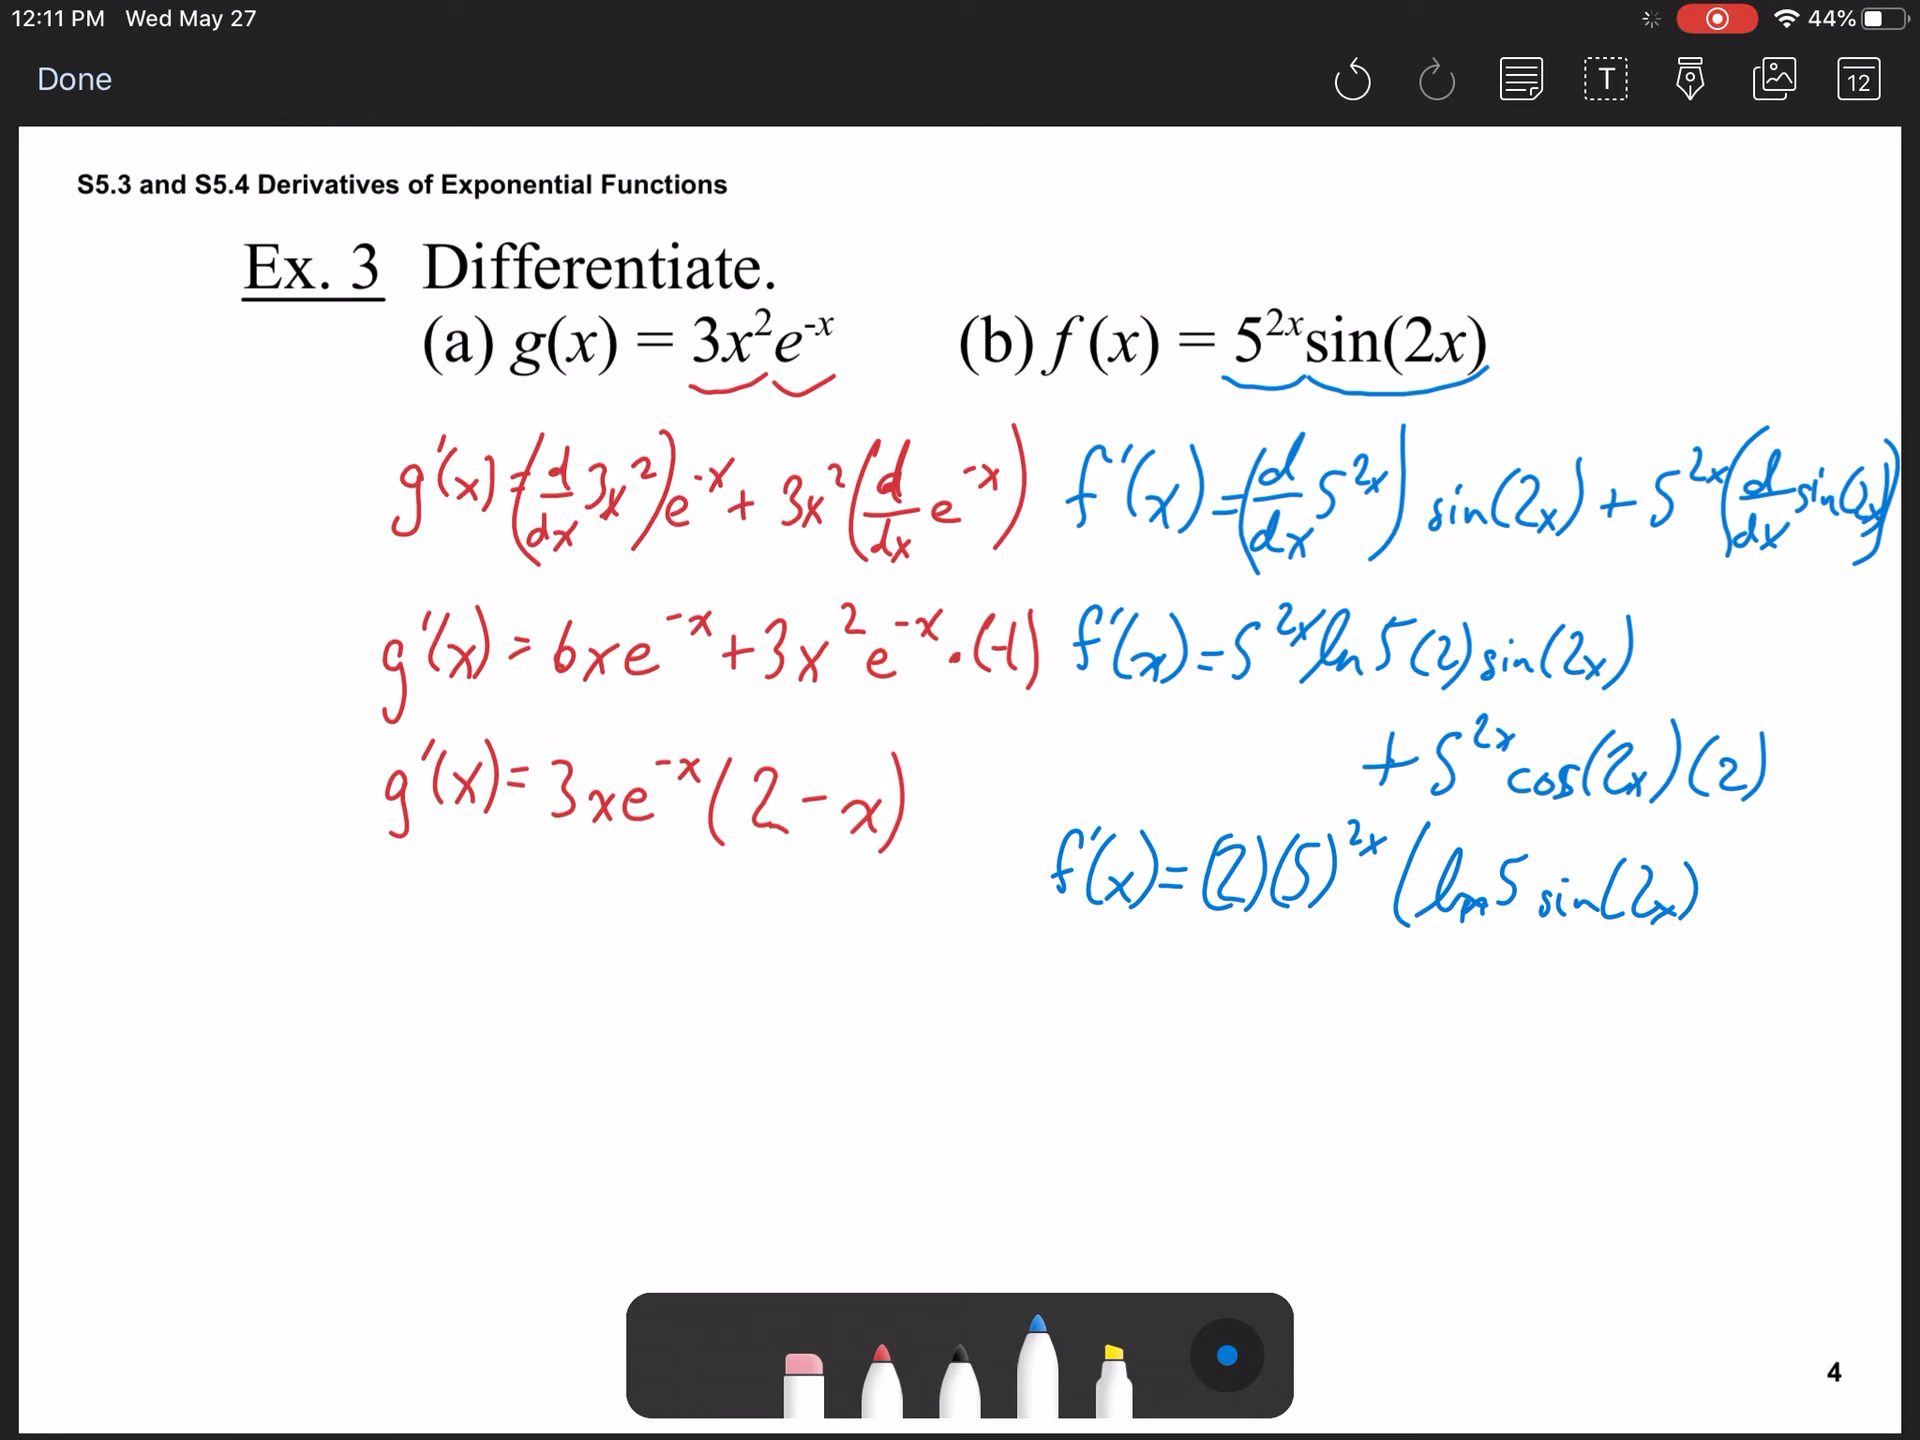 12:11 PM Wed May 27
44%
Done
T
12
S5.3 and S5.4 Derivatives of Exponential Functions
Ex. 3 Differentiate.
(a) g(x) = 3x²e⁻ˣ (b) f(x) = 5²ˣsin(2x)
g'(x) = (d/dx 3x²)e⁻ˣ + 3x²(d/dx e⁻ˣ)
g'(x) = 6xe⁻ˣ + 3x²e⁻ˣ · (-1)
g'(x) = 3xe⁻ˣ(2 - x)
f'(x) = (d/dx 5²ˣ) sin(2x) + 5²ˣ(d/dx sin(2x))
f'(x) = 5²ˣ ln 5 (2) sin(2x)
+ 5²ˣ cos(2x)(2)
f'(x) = (2)(5)²ˣ (ln 5 sin(2x)
4